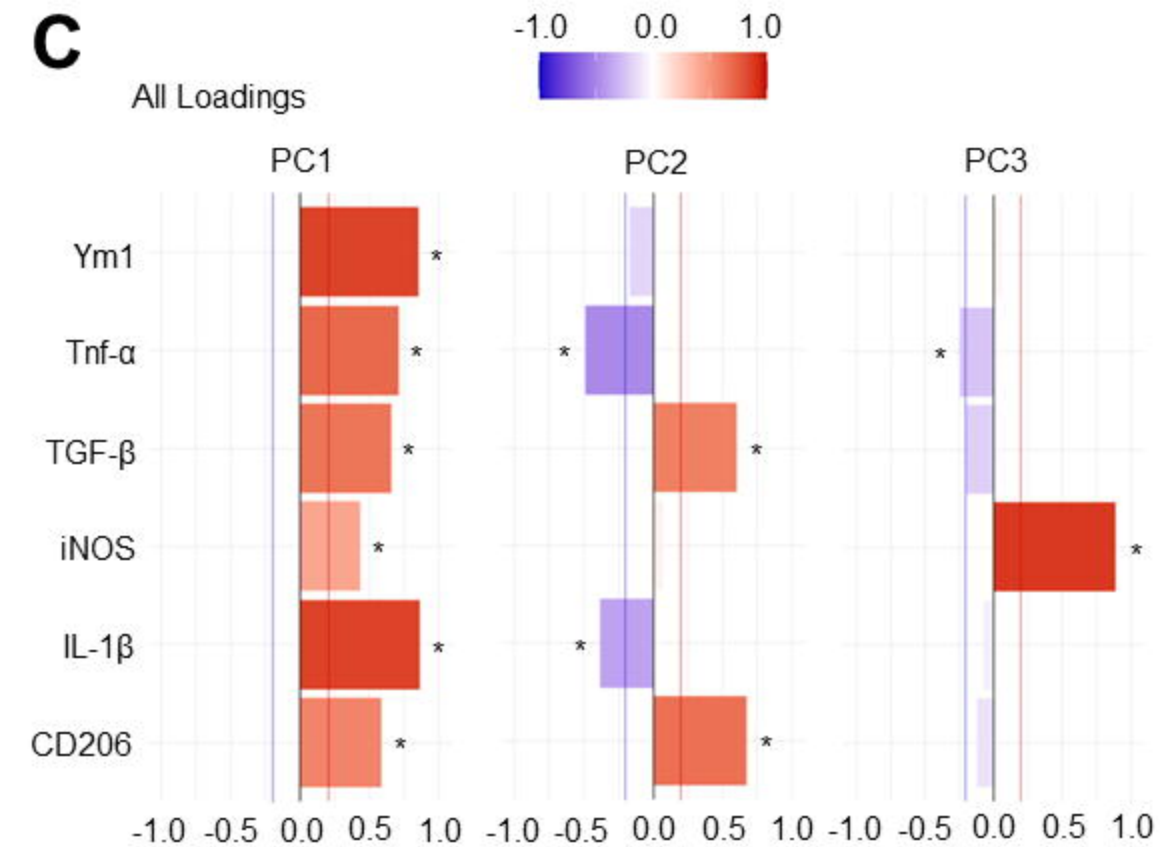 C
-1.0 0.0 1.0
All Loadings
PC1 PC2 PC3
Ym1 *
Tnf-α * * *
TGF-β * *
iNOS * *
IL-1β * *
CD206 * *
-1.0 -0.5 0.0 0.5 1.0 -1.0 -0.5 0.0 0.5 1.0 -1.0 -0.5 0.0 0.5 1.0